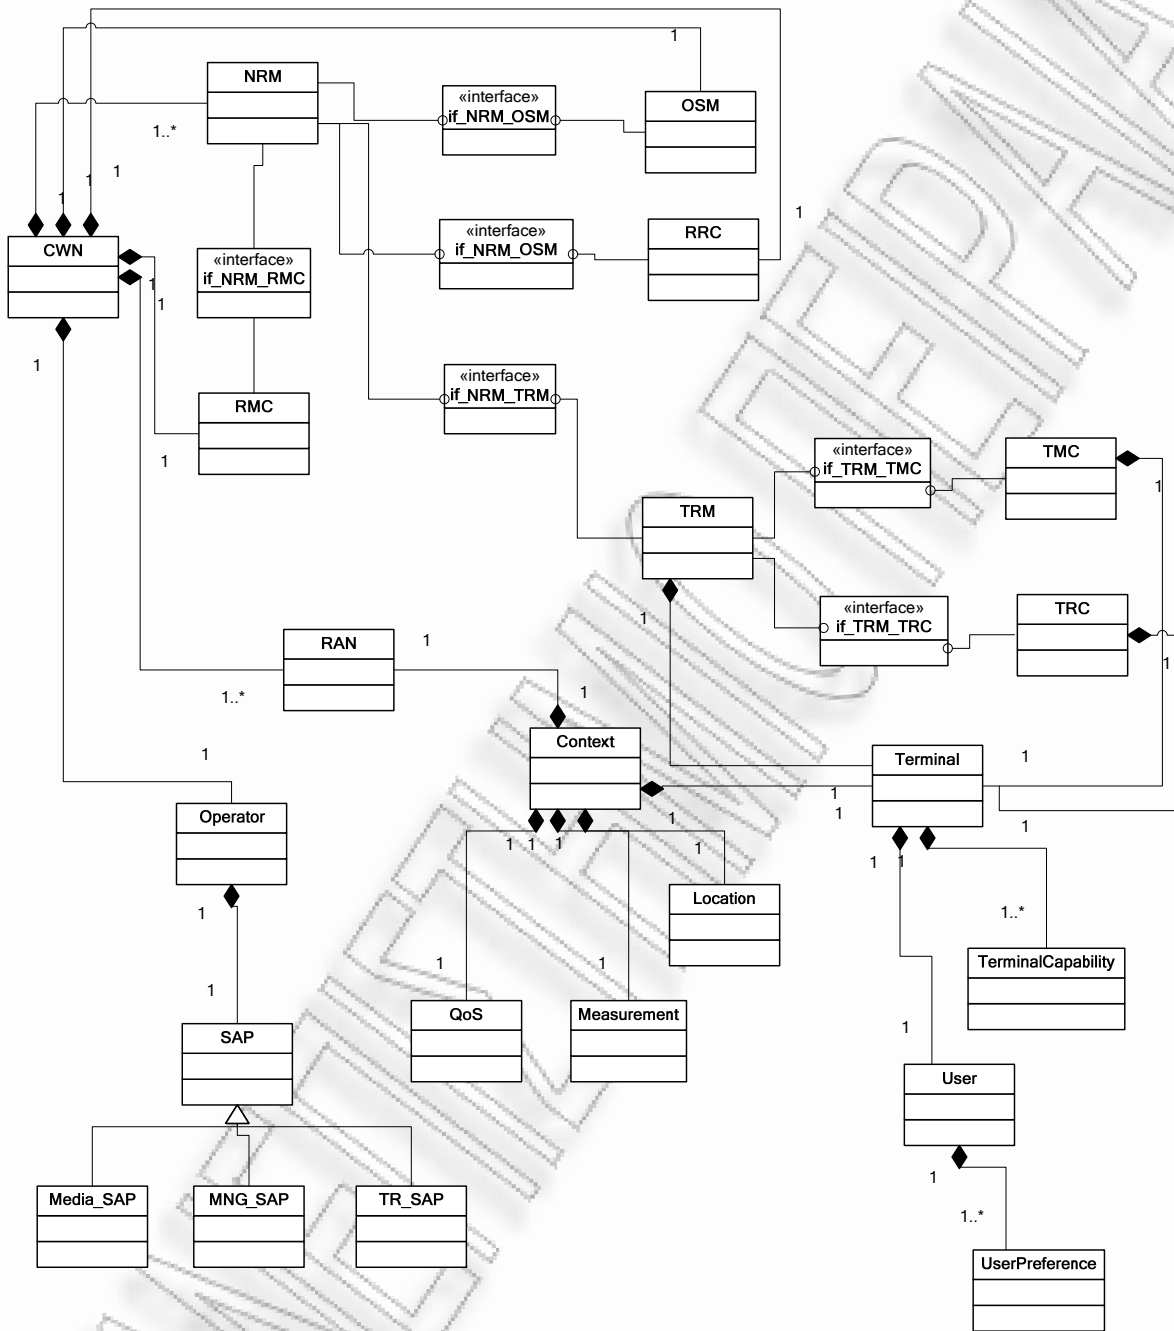 1
NRM
«interface»
if_NRM_OSM
OSM
1..*
1
1
1
1
CWN
«interface»
if_NRM_OSM
RRC
«interface»
if_NRM_RMC
1
1
1
«interface»
if_NRM_TRM
RMC
1
«interface»
if_TRM_TMC
TMC
1
TRM
«interface»
if_TRM_TRC
TRC
1
RAN
1
1
1..*
1
Context
1
Terminal
1
1
1
1
1
Operator
1
1
1
1
1
1
1
Location
1
1..*
1
1
TerminalCapability
1
QoS
Measurement
1
SAP
User
1
Media_SAP
MNG_SAP
TR_SAP
1..*
UserPreference